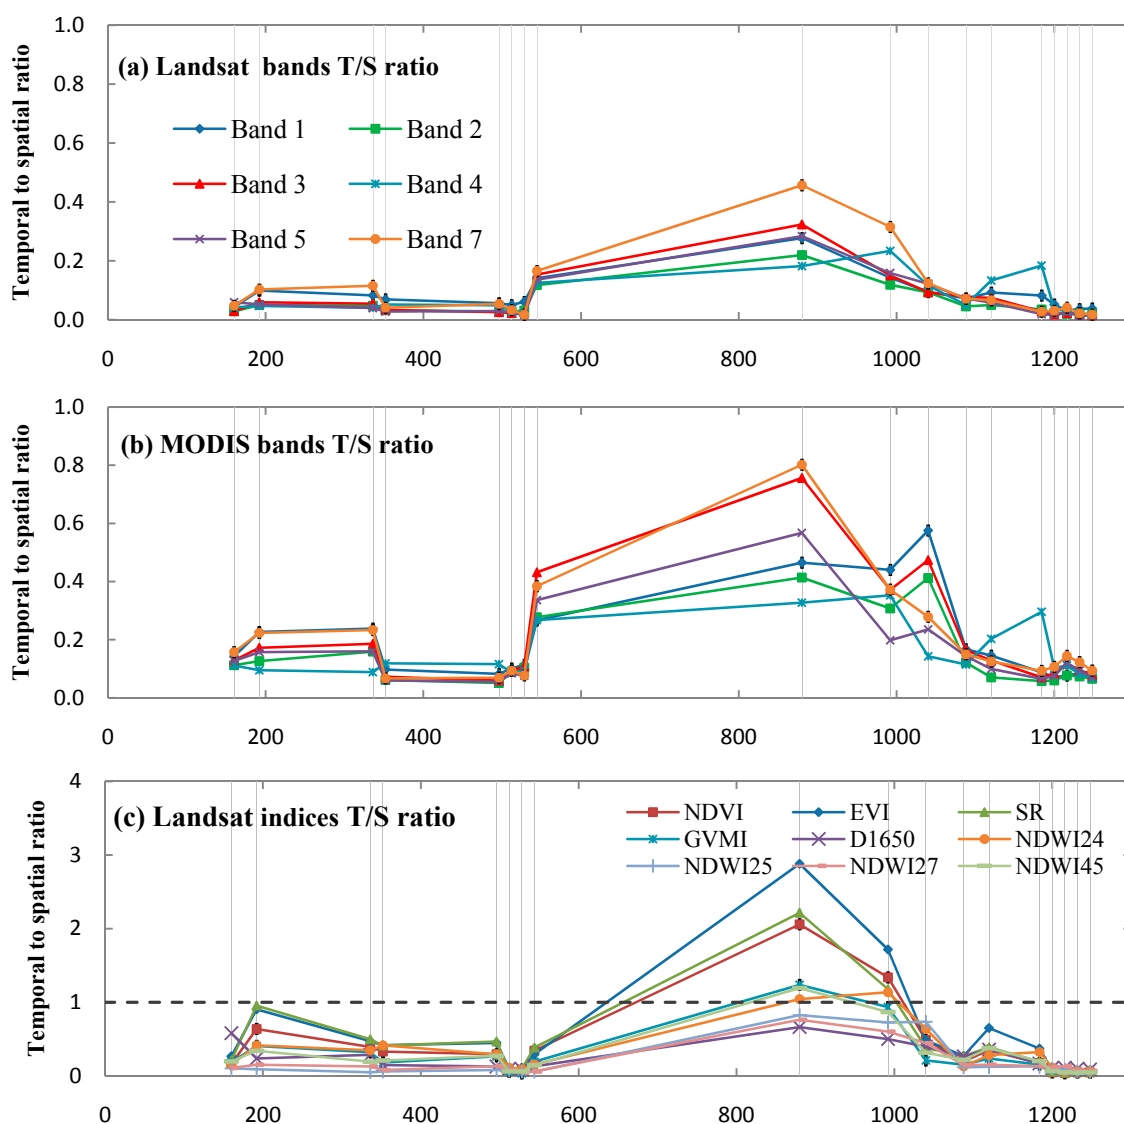 1.0
(a) Landsat bands T/S ratio
0.8
0.6
Band 1
Band 2
0.4
Band 3
Band 4
0.2
Band 5
Band 7
0.0
0
200
400
600
800
1000
1200
Temporal to spatial ratio
1.0
(b) MODIS bands T/S ratio
0.8
0.6
0.4
0.2
0.0
0
200
400
600
800
1000
1200
Temporal to spatial ratio
4
(c) Landsat indices T/S ratio
NDVI
EVI
SR
3
GVMI
D1650
NDWI24
NDWI25
NDWI27
NDWI45
2
1
0
0
200
400
600
800
1000
1200
Temporal to spatial ratio